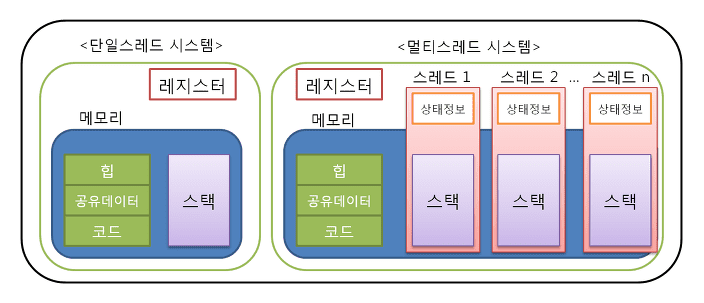 <단일스레드 시스템>
레지스터
메모리
힙
공유데이터
코드
스택
<멀티스레드 시스템>
레지스터
메모리
힙
공유데이터
코드
스레드 1
상태정보
스택
스레드 2
상태정보
스택
...
스레드 n
상태정보
스택